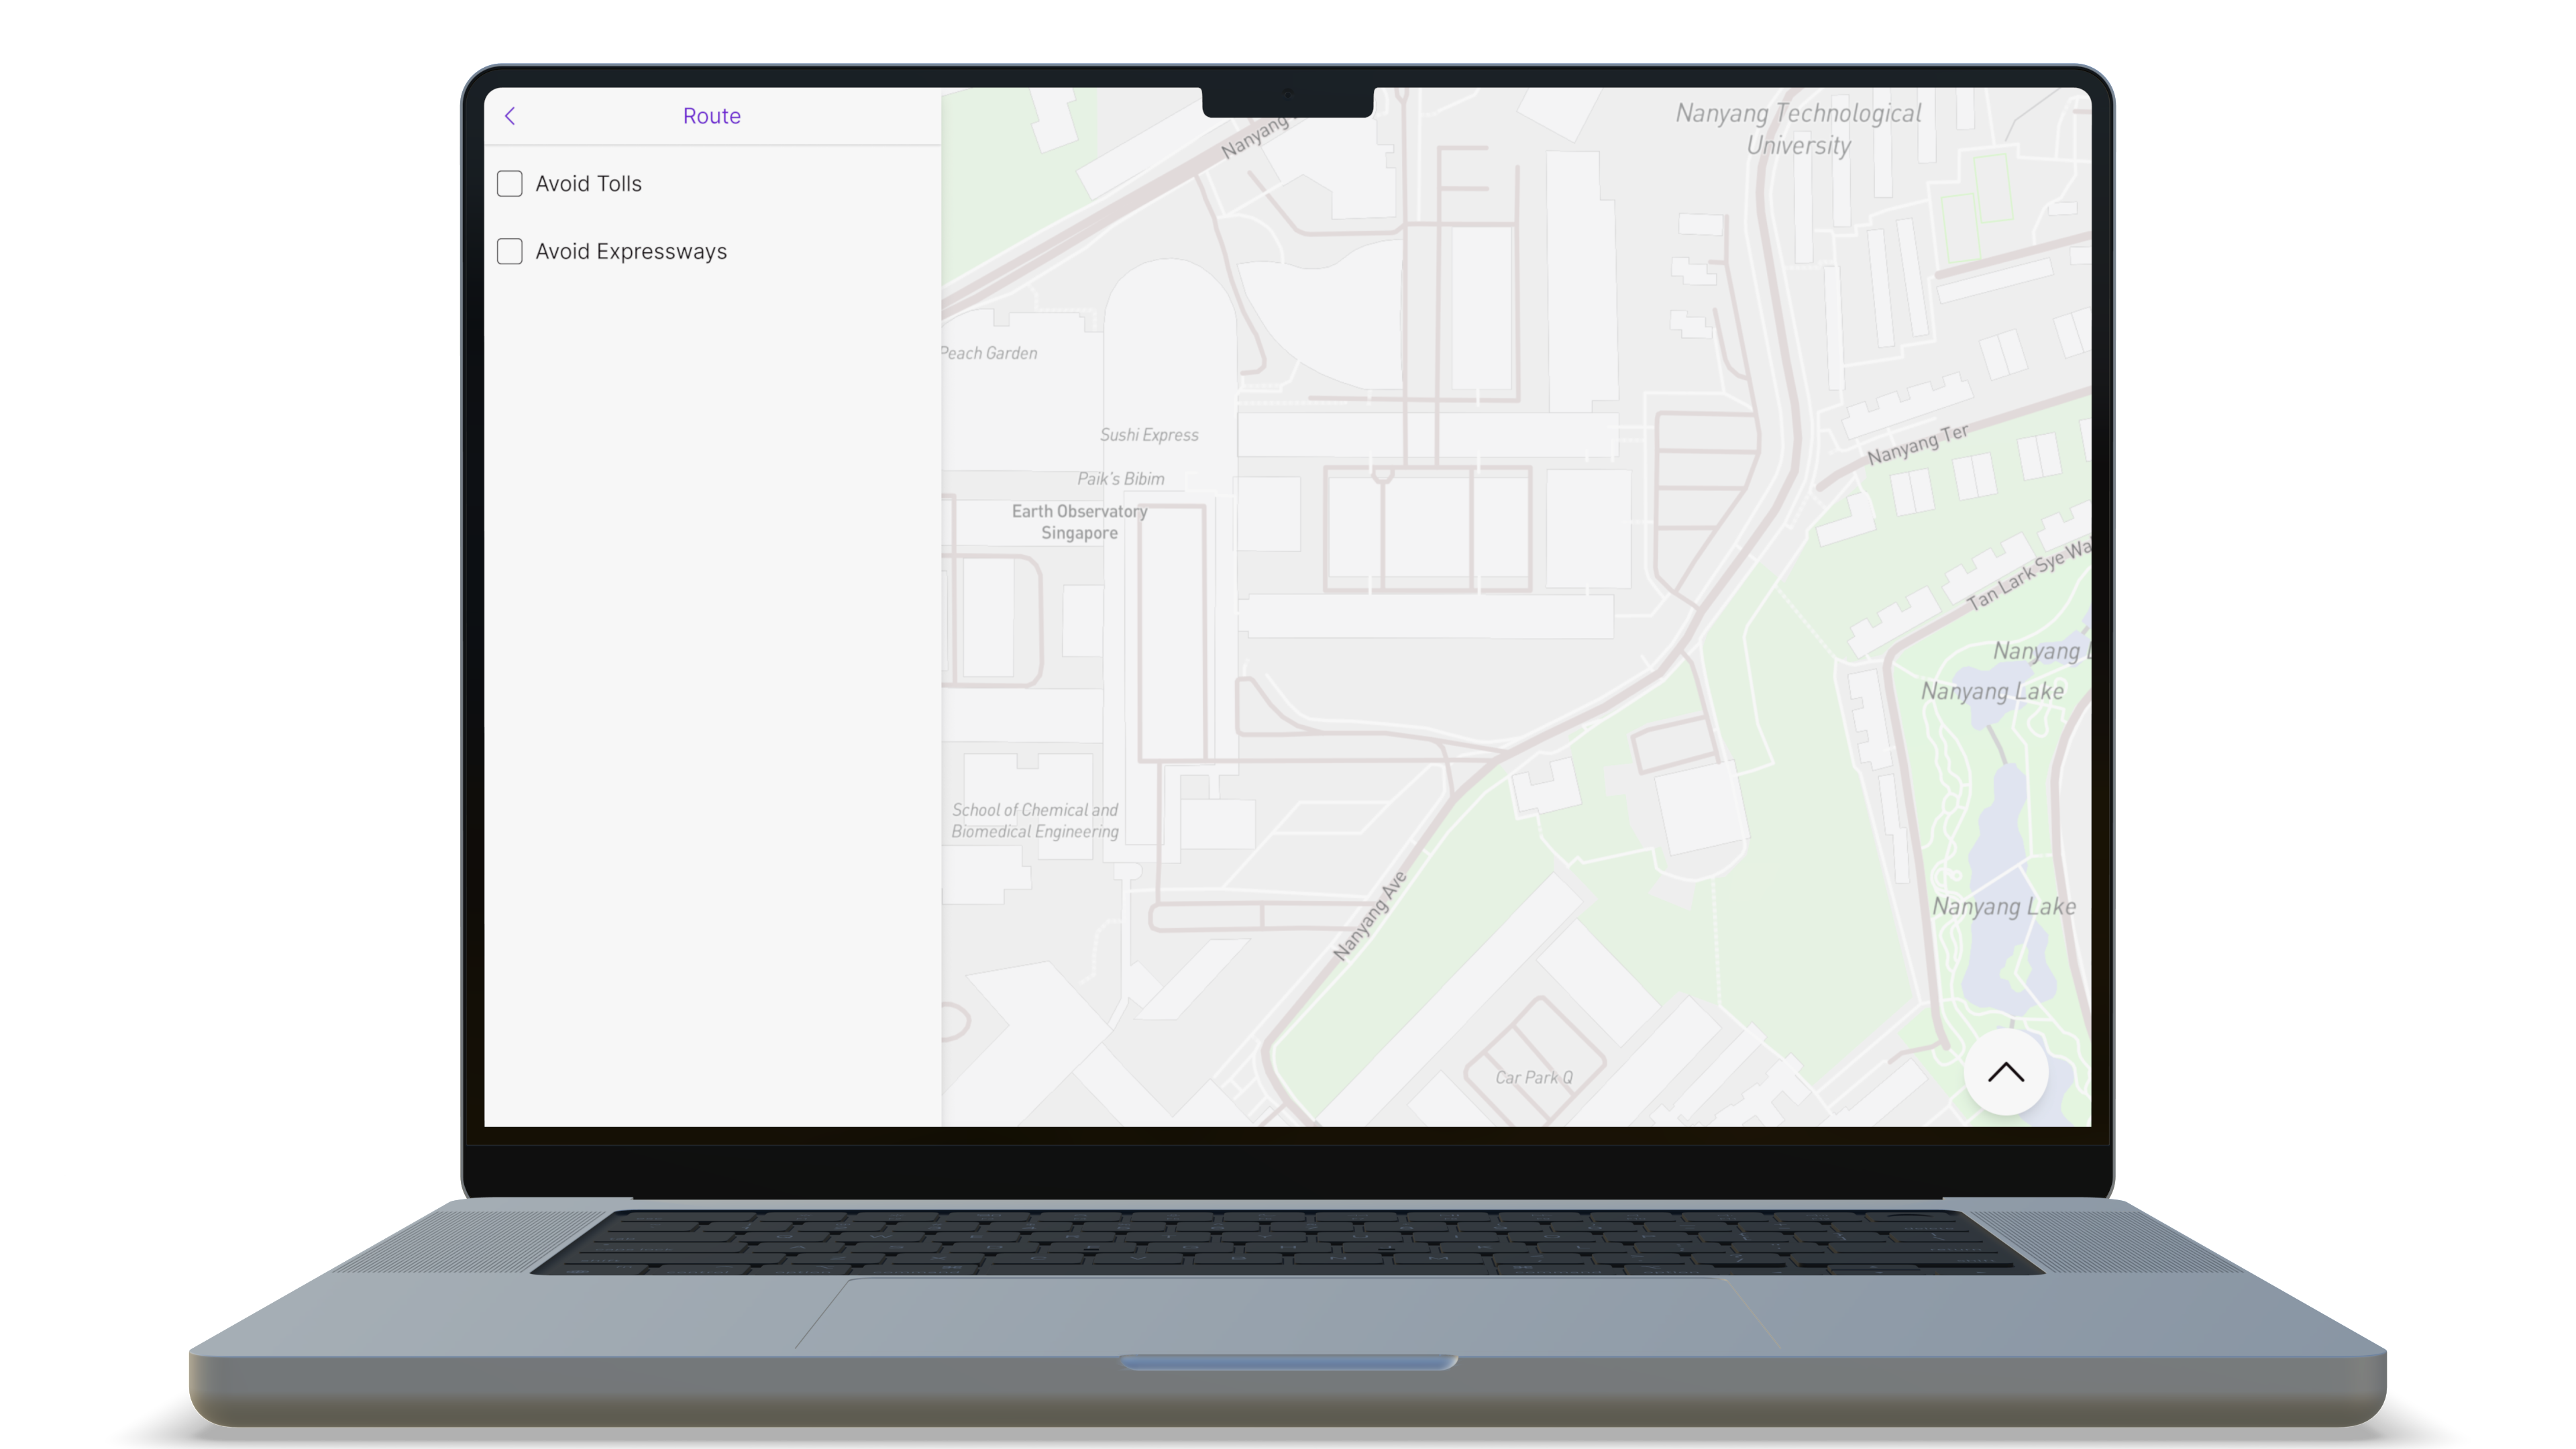 Route
Avoid Tolls
Avoid Expressways
Nanyang
Nanyang Technological
University
Peach Garden
Sushi Express
Paik's Bibim
Earth Observatory
Singapore
Nanyang Ter
Tan Lark Sye Wa
Nanyang L
Nanyang Lake
School of Chemical and
Biomedical Engineering
Nanyang Ave
Nanyang Lake
Car Park Q